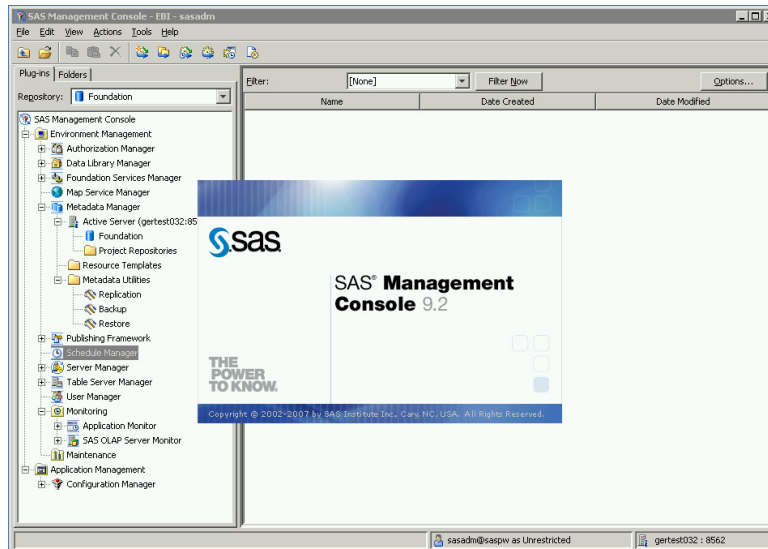 SAS Management Console - EBI - sasadm
File Edit View Actions Tools Help
Plug-ins Folders
Repository: Foundation
Filter: [None] Filter Now Options...
Name Date Created Date Modified
SAS Management Console
Environment Management
Authorization Manager
Data Library Manager
Foundation Services Manager
Map Service Manager
Metadata Manager
Active Server (gertest032:85
Foundation
Project Repositories
Resource Templates
Metadata Utilities
Replication
Backup
Restore
Publishing Framework
Schedule Manager
Server Manager
Table Server Manager
User Manager
Monitoring
Application Monitor
SAS OLAP Server Monitor
Maintenance
Application Management
Configuration Manager
sas
SAS® Management
Console 9.2
THE
POWER
TO KNOW.
Copyright © 2002-2007 by SAS Institute Inc., Cary, NC, USA. All Rights Reserved.
sasadm@saspw as Unrestricted
gertest032 : 8562